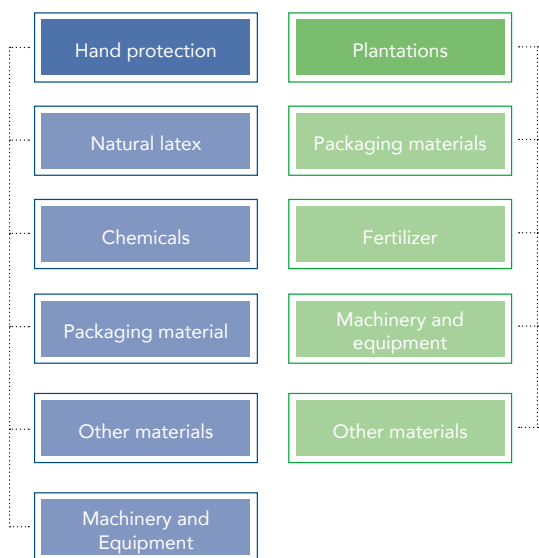 Hand protection
Natural latex
Chemicals
Packaging material
Other materials
Machinery and
Equipment
Plantations
Packaging materials
Fertilizer
Machinery and
equipment
Other materials